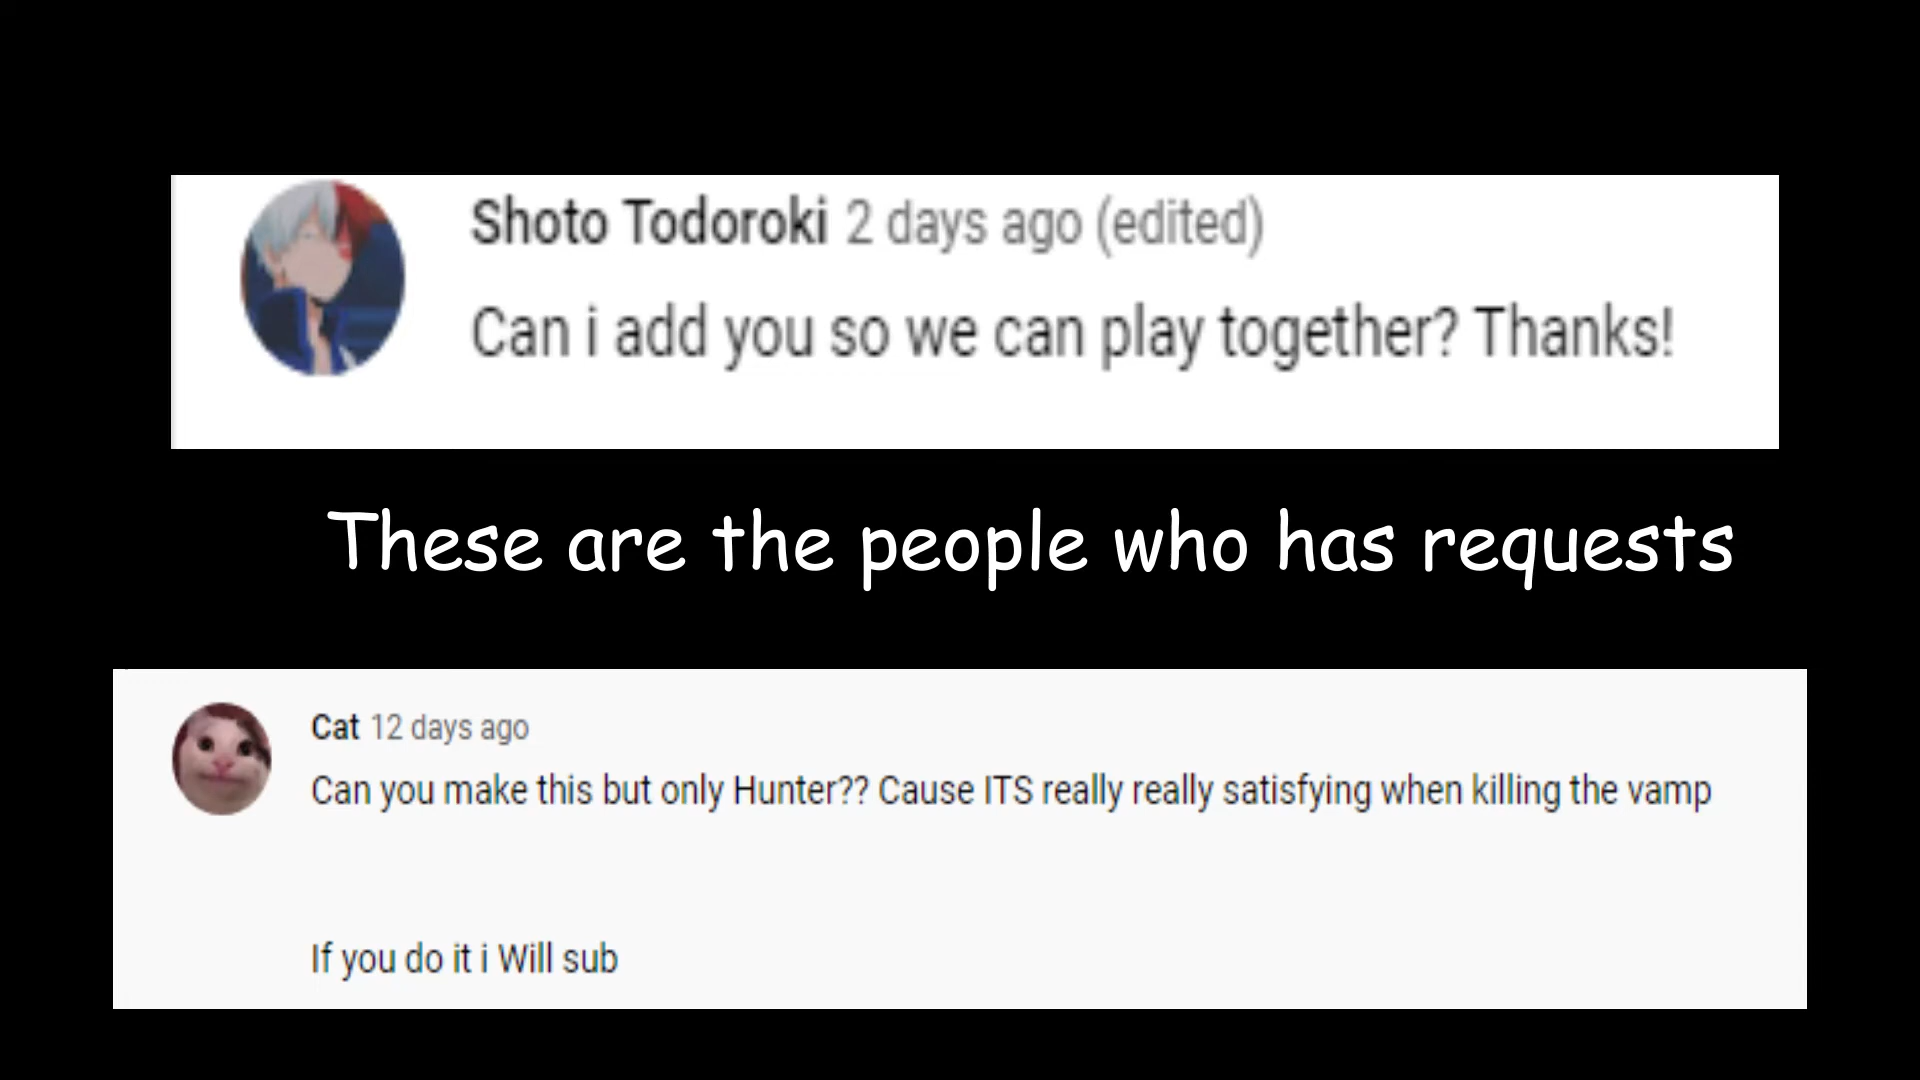 Shoto Todoroki 2 days ago (edited)
Can i add you so we can play together? Thanks!
These are the people who has requests
Cat 12 days ago
Can you make this but only Hunter?? Cause ITS really really satisfying when killing the vamp
If you do it i Will sub